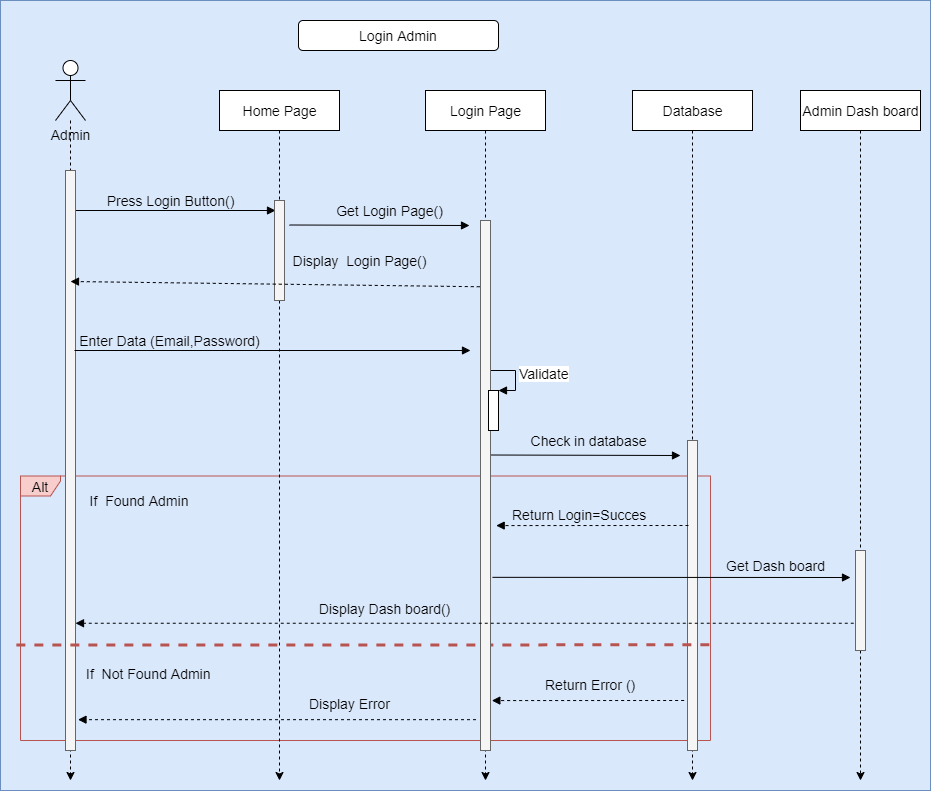 Login Admin
Admin
Home Page
Login Page
Database
Admin Dash board
Press Login Button()
Get Login Page()
Display  Login Page()
Enter Data (Email,Password)
Validate
Check in database
Alt
If  Found Admin
Return Login=Succes
Get Dash board
Display Dash board()
If  Not Found Admin
Return Error ()
Display Error